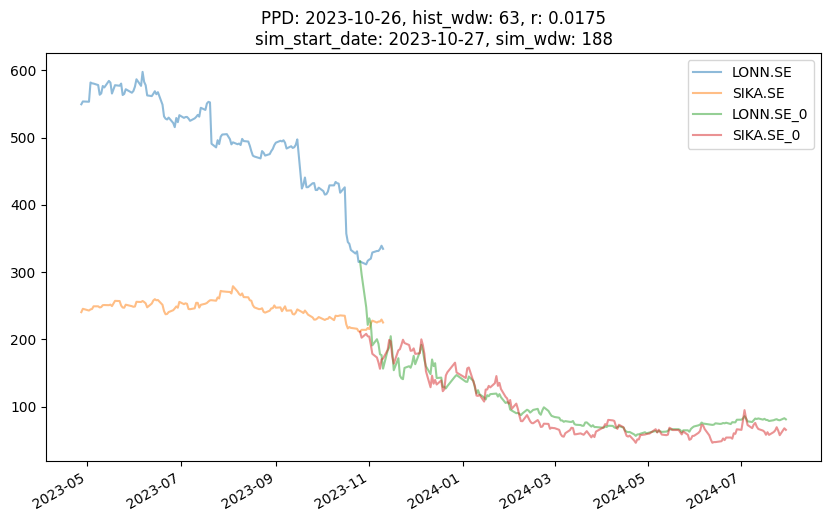 PPD: 2023-10-26, hist_wdw: 63, r: 0.0175
sim_start_date: 2023-10-27, sim_wdw: 188
LONN.SE
SIKA.SE
LONN.SE_0
SIKA.SE_0
600
500
400
300
200
100
2023-05
2023-07
2023-09
2023-11
2024-01
2024-03
2024-05
2024-07